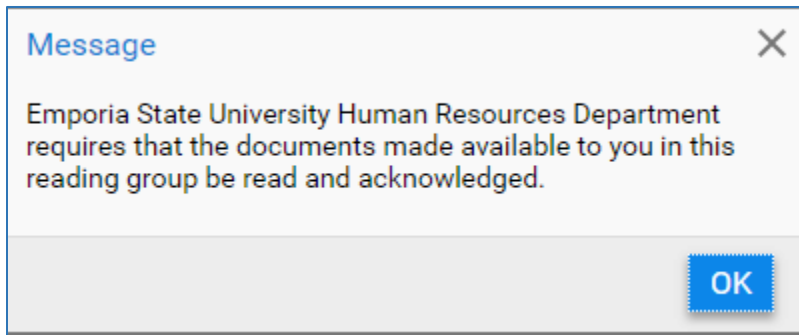 Message
Emporia State University Human Resources Department
requires that the documents made available to you in this
reading group be read and acknowledged.
OK